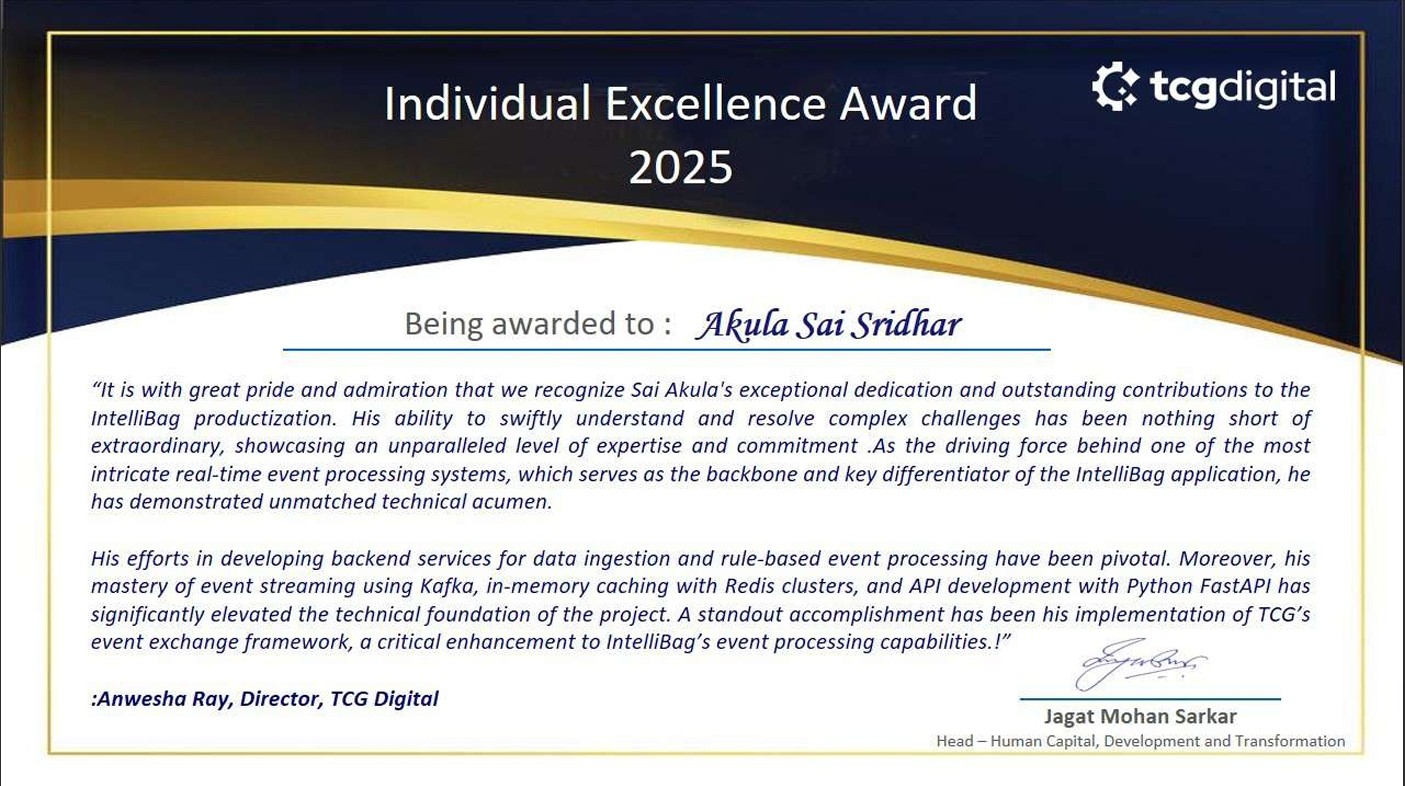 tcgdigital
Individual Excellence Award
2025
Being awarded to : Akula Sai Sridhar
“It is with great pride and admiration that we recognize Sai Akula's exceptional dedication and outstanding contributions to the
IntelliBag productization. His ability to swiftly understand and resolve complex challenges has been nothing short of
extraordinary, showcasing an unparalleled level of expertise and commitment .As the driving force behind one of the most
intricate real-time event processing systems, which serves as the backbone and key differentiator of the IntelliBag application, he
has demonstrated unmatched technical acumen.
His efforts in developing backend services for data ingestion and rule-based event processing have been pivotal. Moreover, his
mastery of event streaming using Kafka, in-memory caching with Redis clusters, and API development with Python FastAPI has
significantly elevated the technical foundation of the project. A standout accomplishment has been his implementation of TCG’s
event exchange framework, a critical enhancement to IntelliBag’s event processing capabilities.!”
:Anwesha Ray, Director, TCG Digital
Jagat Mohan Sarkar
Head – Human Capital, Development and Transformation